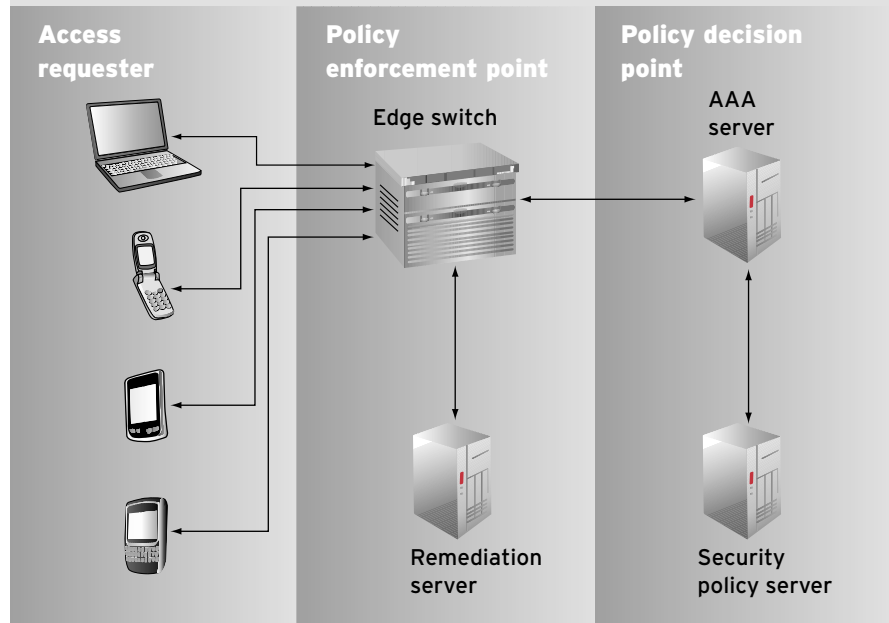 Access
requester
Policy
enforcement point
Policy decision
point
Edge switch
AAA
server
Remediation
server
Security
policy server